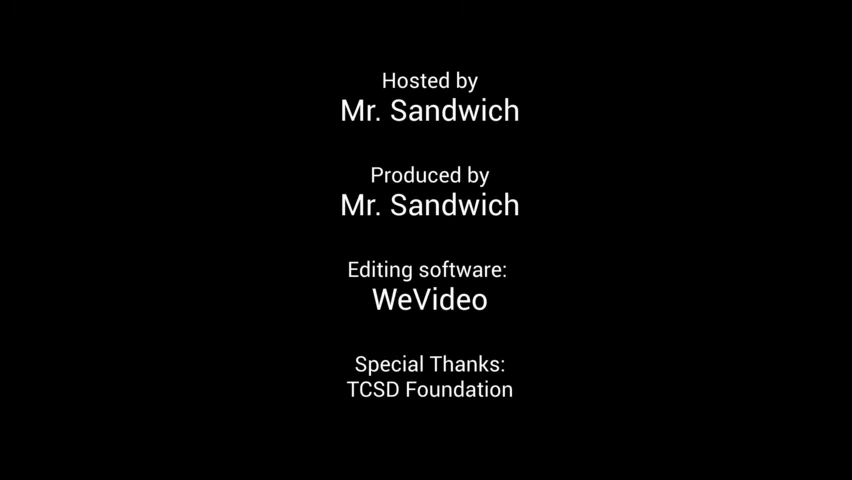 Hosted by
Mr. Sandwich
Produced by
Mr. Sandwich
Editing software:
WeVideo
Special Thanks:
TCSD Foundation